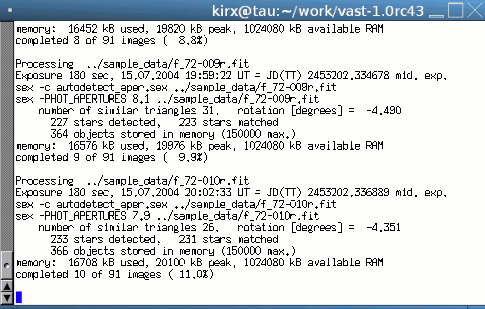 kirx@tau:~/work/vast-1.0rc43
memory:  16452 kB used, 19820 kB peak, 1024080 kB available RAM
completed 8 of 91 images (  8.8%)

Processing  ../sample_data/f_72-009r.fit
Exposure 180 sec, 15.07.2004 19:59:22 UT = JD(TT) 2453202.334678 mid. exp.
sex -c autodetect_aper.sex ../sample_data/f_72-009r.fit
sex -PHOT_APERTURES 8.1 ../sample_data/f_72-009r.fit
    number of similar triangles 31,   rotation [degrees] =  -4.490
      227 stars detected,   223 stars matched
      364 objects stored in memory (150000 max.)
memory:  16576 kB used, 19976 kB peak, 1024080 kB available RAM
completed 9 of 91 images (  9.9%)

Processing  ../sample_data/f_72-010r.fit
Exposure 180 sec, 15.07.2004 20:02:33 UT = JD(TT) 2453202.336889 mid. exp.
sex -c autodetect_aper.sex ../sample_data/f_72-010r.fit
sex -PHOT_APERTURES 7.9 ../sample_data/f_72-010r.fit
    number of similar triangles 26,   rotation [degrees] =  -4.351
      233 stars detected,   231 stars matched
      366 objects stored in memory (150000 max.)
memory:  16708 kB used, 20100 kB peak, 1024080 kB available RAM
completed 10 of 91 images ( 11.0%)